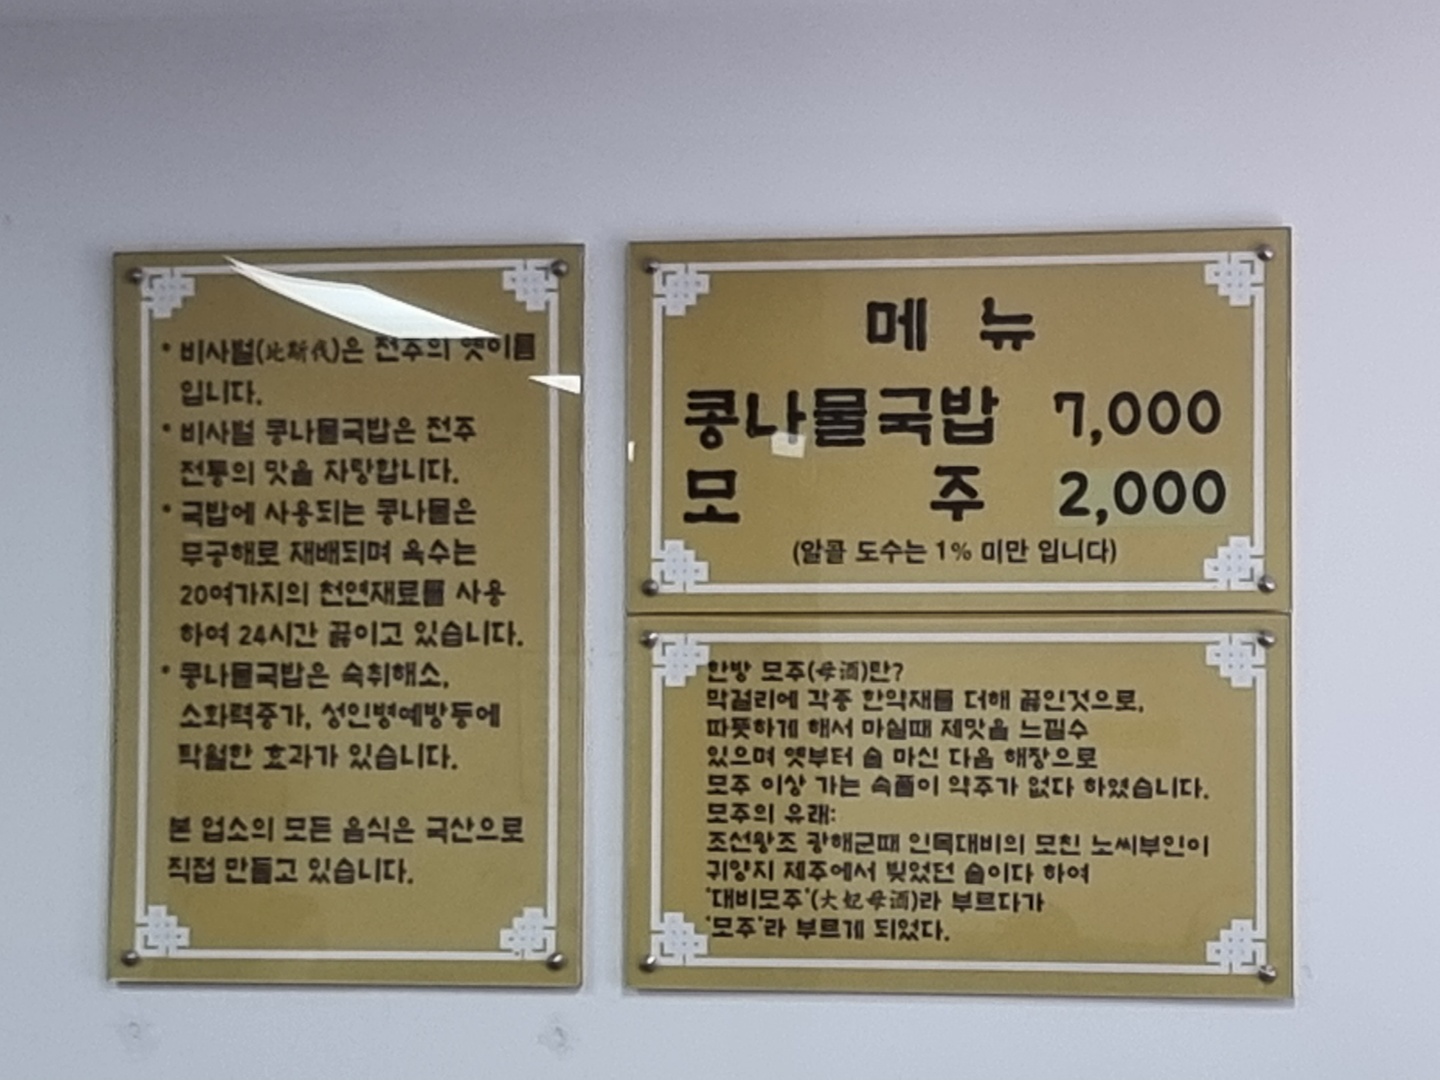 * 비사벌(比斯伐)은 전주의 옛이름
입니다.
* 비사벌 콩나물국밥은 전주
전통의 맛을 자랑합니다.
* 국밥에 사용되는 콩나물은
무공해로 재배되며 육수는
20여가지의 천연재료를 사용
하여 24시간 끓이고 있습니다.
* 콩나물국밥은 숙취해소,
소화력증가, 성인병예방등에
탁월한 효과가 있습니다.
본 업소의 모든 음식은 국산으로
직접 만들고 있습니다.
메 뉴
콩나물국밥 7,000
모 주 2,000
(알콜 도수는 1% 미만 입니다)
한방 모주(母酒)란?
막걸리에 각종 한약재를 더해 끓인것으로,
따뜻하게 해서 마실때 제맛을 느낄수
있으며 옛부터 술 마신 다음 해장으로
모주 이상 가는 속풀이 약주가 없다 하였습니다.
모주의 유래:
조선왕조 광해군때 인목대비의 모친 노씨부인이
귀양지 제주에서 빚었던 술이다 하여
'대비모주'(大妃母酒)라 부르다가
'모주'라 부르게 되었다.